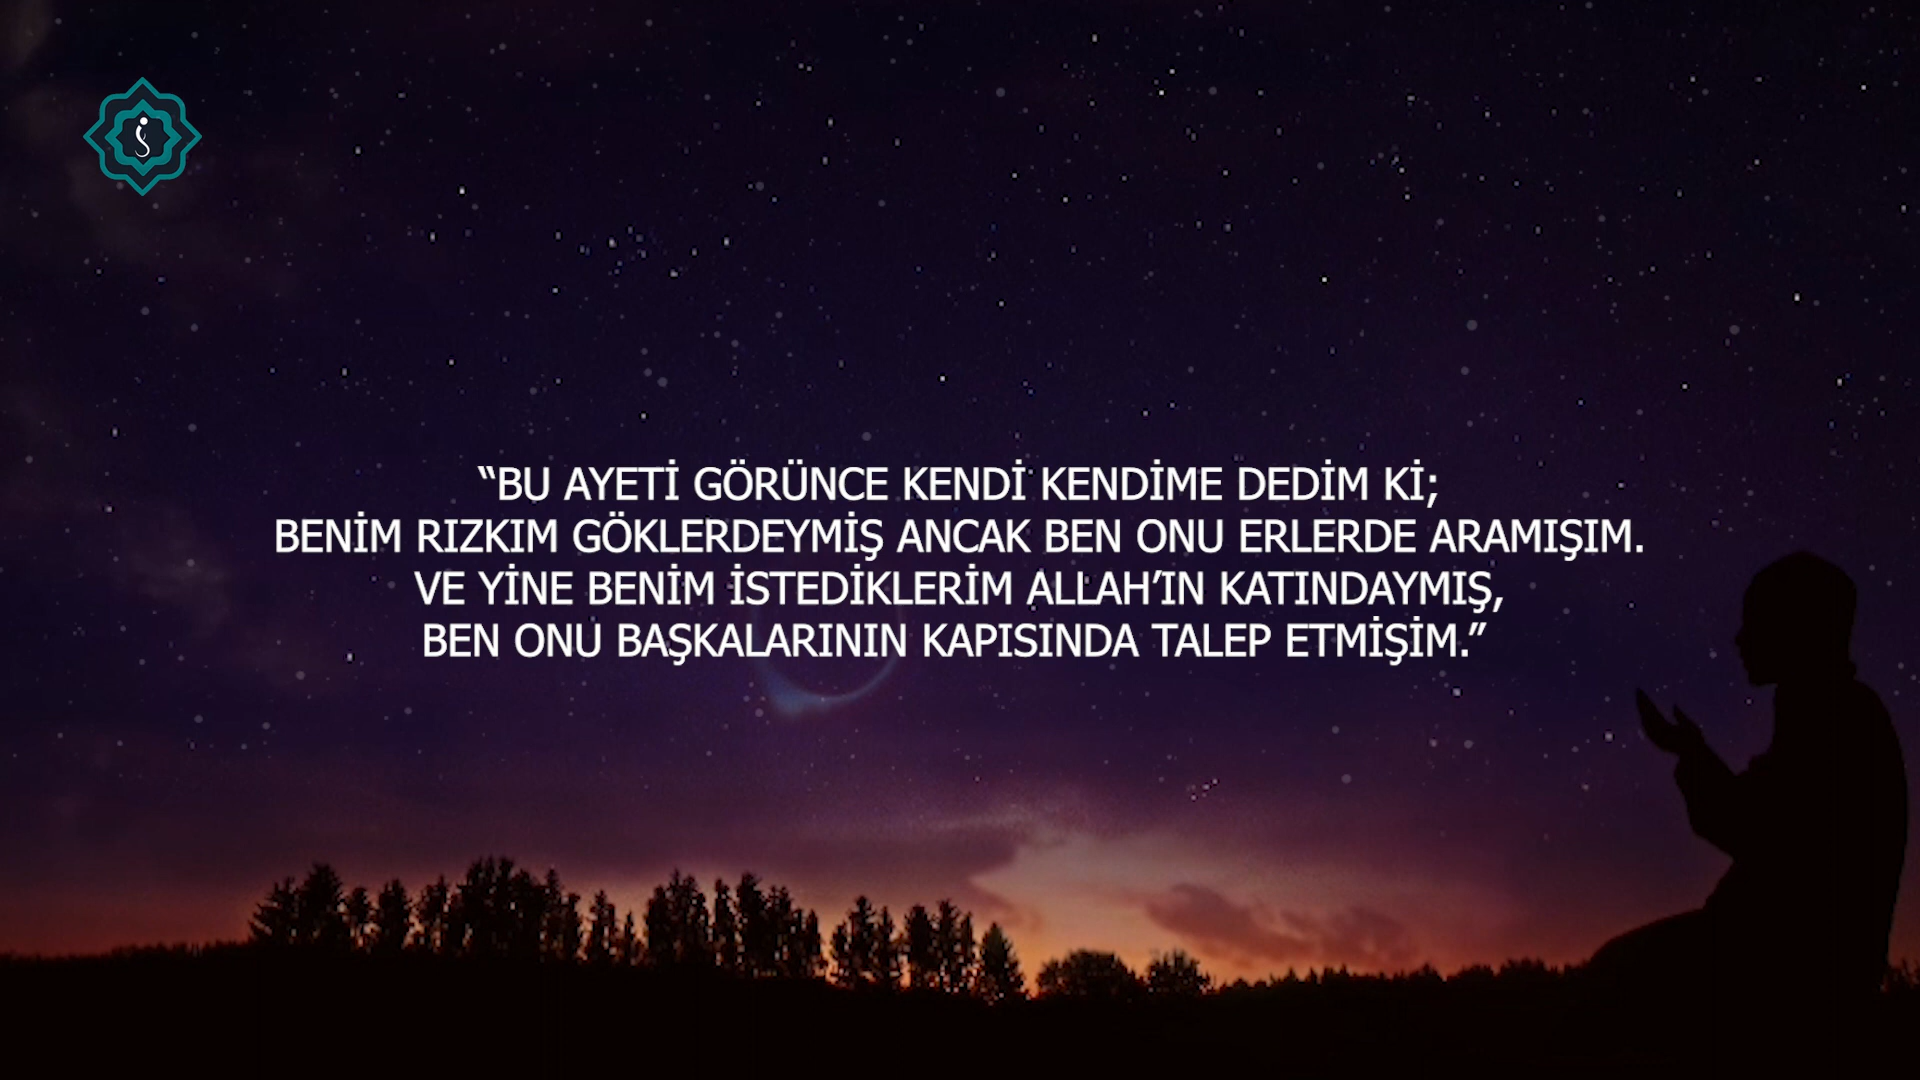 “BU AYETİ GÖRÜNCE KENDİ KENDİME DEDİM Kİ;
BENİM RIZKIM GÖKLERDEYMİŞ ANCAK BEN ONU ERLERDE ARAMIŞIM.
VE YİNE BENİM İSTEDİKLERİM ALLAH’IN KATINDAYMIŞ,
BEN ONU BAŞKALARININ KAPISINDA TALEP ETMİŞİM.”